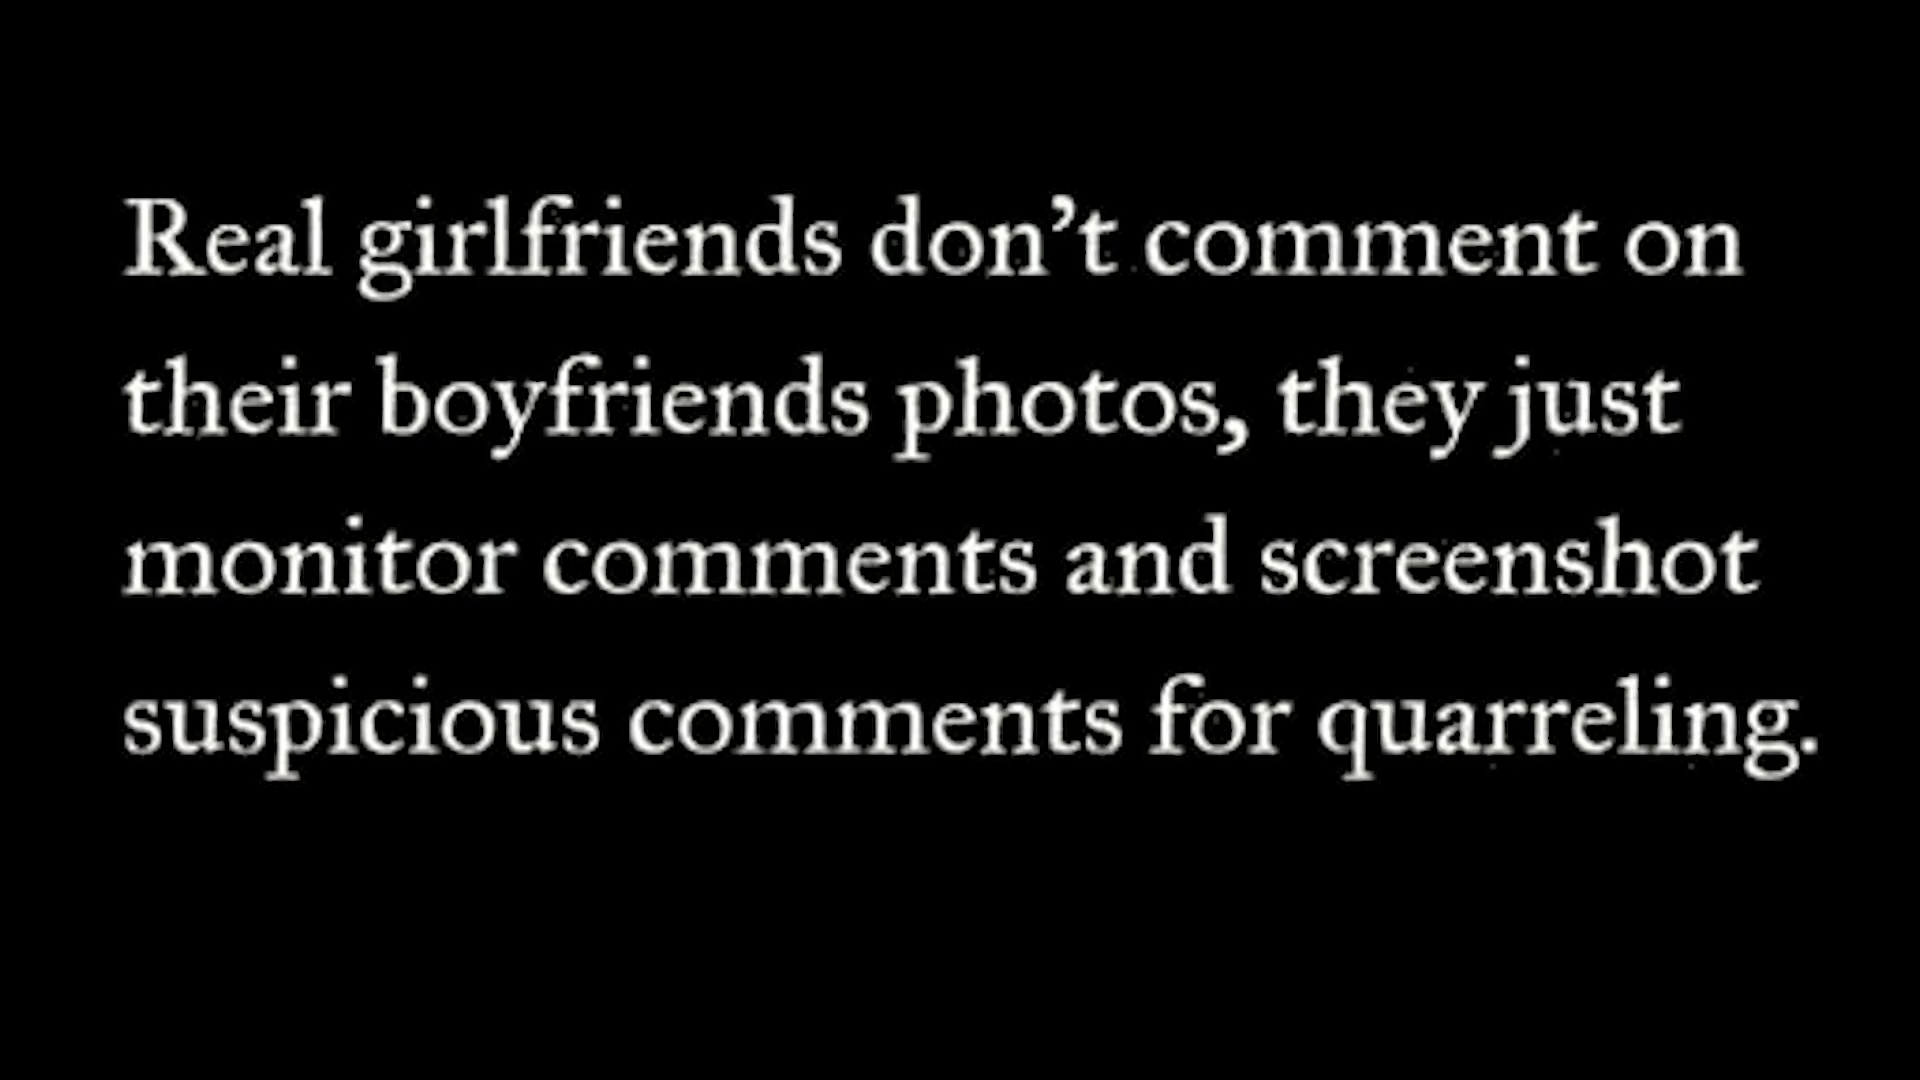 Real girlfriends don’t comment on
their boyfriends photos, they just
monitor comments and screenshot
suspicious comments for quarreling.